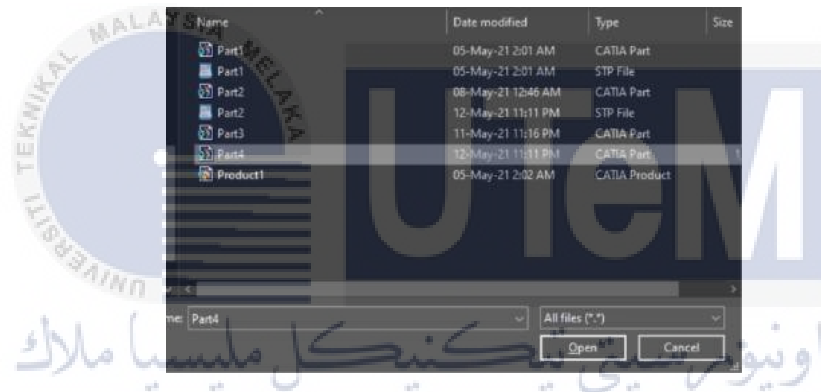 Name Date modified Type Size
Part1 05-May-21 2:01 AM CATIA Part
Part1 05-May-21 2:01 AM STP File
Part2 08-May-21 12:46 AM CATIA Part
Part2 12-May-21 11:11 PM STP File
Part3 11-May-21 11:16 PM CATIA Part
Part4 12-May-21 11:11 PM CATIA Part 1
Product1 05-May-21 2:02 AM CATIA Product
me: Part4 All files (*.*)
Open Cancel
TEKNIKAL MALAYSIA MELAKA
UTeM
اونيۏرسيتي تيكنيكل مليسيا ملاك